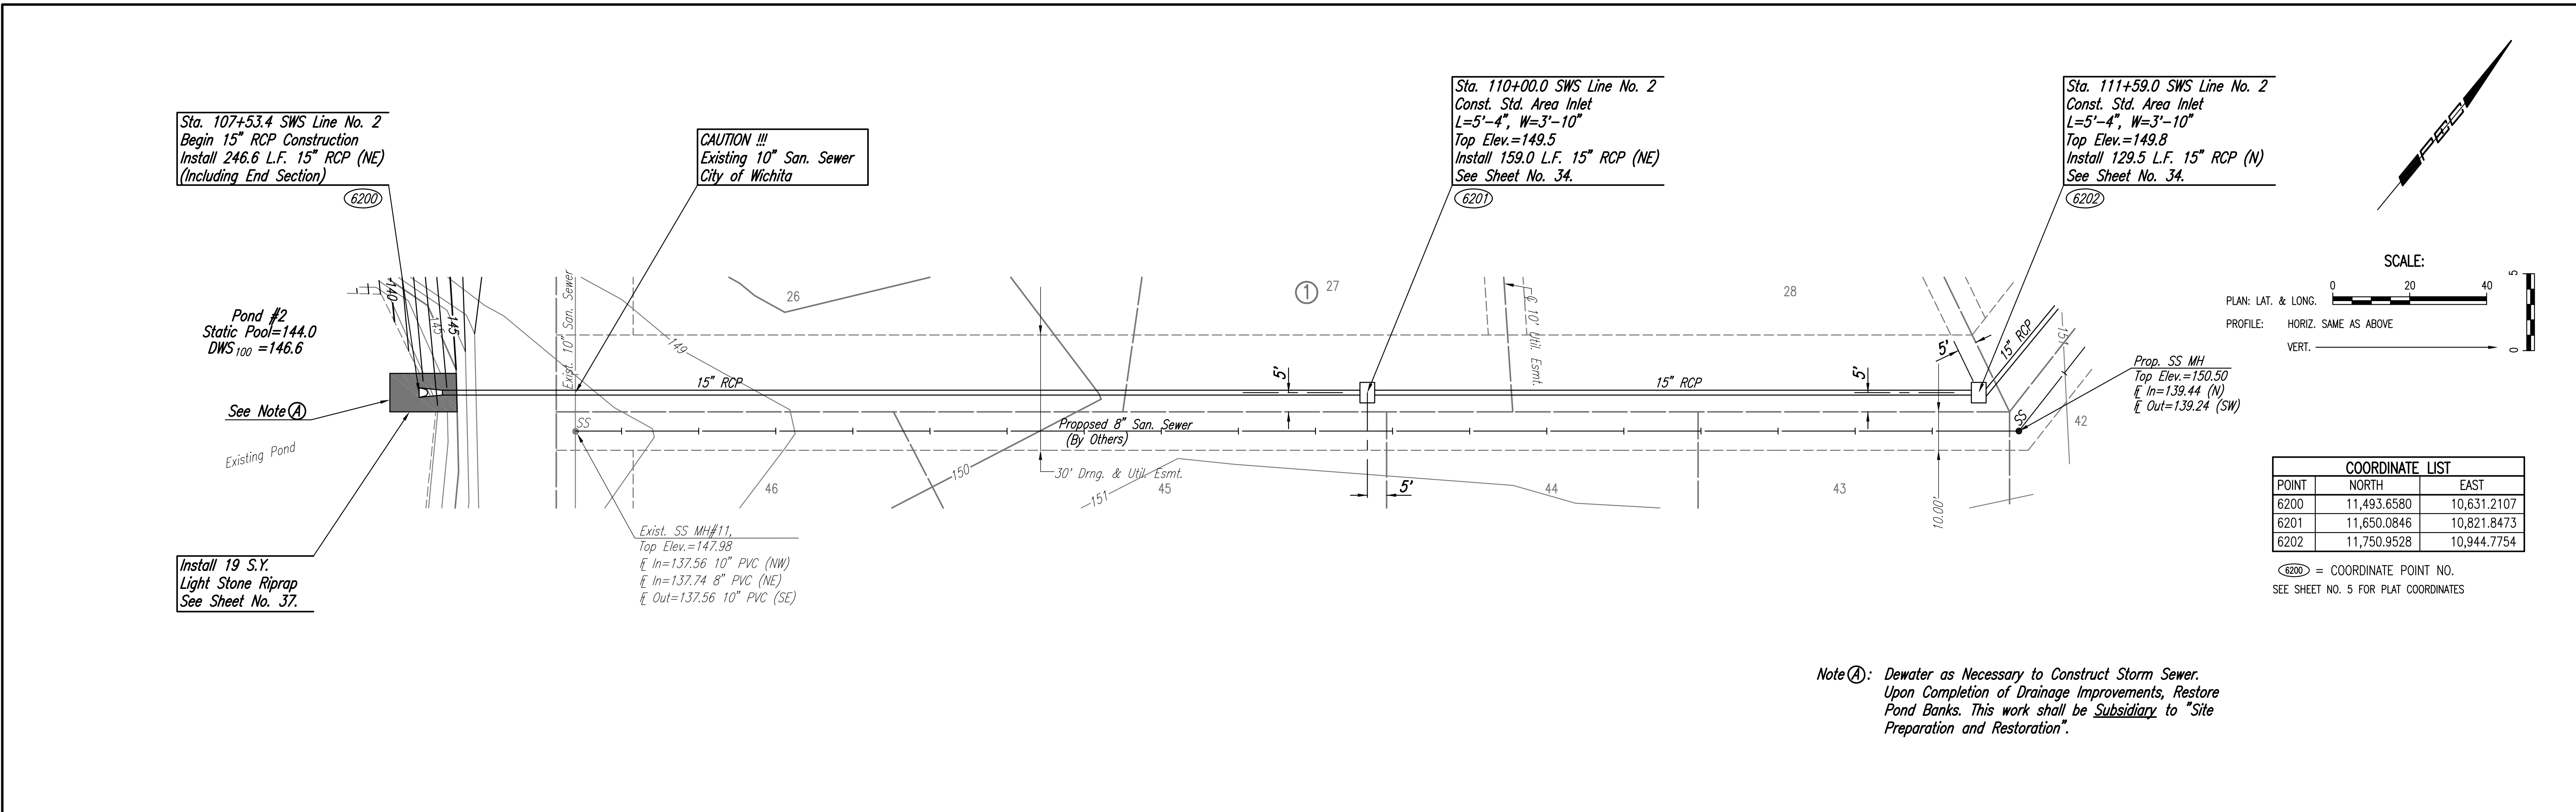 Sta. 107+53.4 SWS Line No. 2
Begin 15" RCP Construction
Install 246.6 L.F. 15" RCP (NE)
(Including End Section)
6200
CAUTION !!!
Existing 10" San. Sewer
City of Wichita
Sta. 110+00.0 SWS Line No. 2
Const. Std. Area Inlet
L=5'-4", W=3'-10"
Top Elev.=149.5
Install 159.0 L.F. 15" RCP (NE)
See Sheet No. 34.
6201
Sta. 111+59.0 SWS Line No. 2
Const. Std. Area Inlet
L=5'-4", W=3'-10"
Top Elev.=149.8
Install 129.5 L.F. 15" RCP (N)
See Sheet No. 34.
6202
SCALE:
0 20 40
PLAN: LAT. & LONG.
PROFILE: HORIZ. SAME AS ABOVE
VERT.
5
0
Pond #2
Static Pool=144.0
DWS100 =146.6
140
145
145
Exist. 10" San. Sewer
149
26
1
27
28
℄ 10' Util. Esmt.
15" RCP
5'
15" RCP
5'
5'
15" RCP
151
See Note A
Existing Pond
SS
Proposed 8" San. Sewer
(By Others)
30' Drng. & Util. Esmt.
150
151
46
45
5'
44
43
10.00'
SS
42
Prop. SS MH
Top Elev.=150.50
℄ In=139.44 (N)
℄ Out=139.24 (SW)
Exist. SS MH#11,
Top Elev.=147.98
℄ In=137.56 10" PVC (NW)
℄ In=137.74 8" PVC (NE)
℄ Out=137.56 10" PVC (SE)
Install 19 S.Y.
Light Stone Riprap
See Sheet No. 37.
COORDINATE LIST
POINT NORTH EAST
6200 11,493.6580 10,631.2107
6201 11,650.0846 10,821.8473
6202 11,750.9528 10,944.7754
6200 = COORDINATE POINT NO.
SEE SHEET NO. 5 FOR PLAT COORDINATES
Note A: Dewater as Necessary to Construct Storm Sewer.
Upon Completion of Drainage Improvements, Restore
Pond Banks. This work shall be Subsidiary to "Site
Preparation and Restoration".